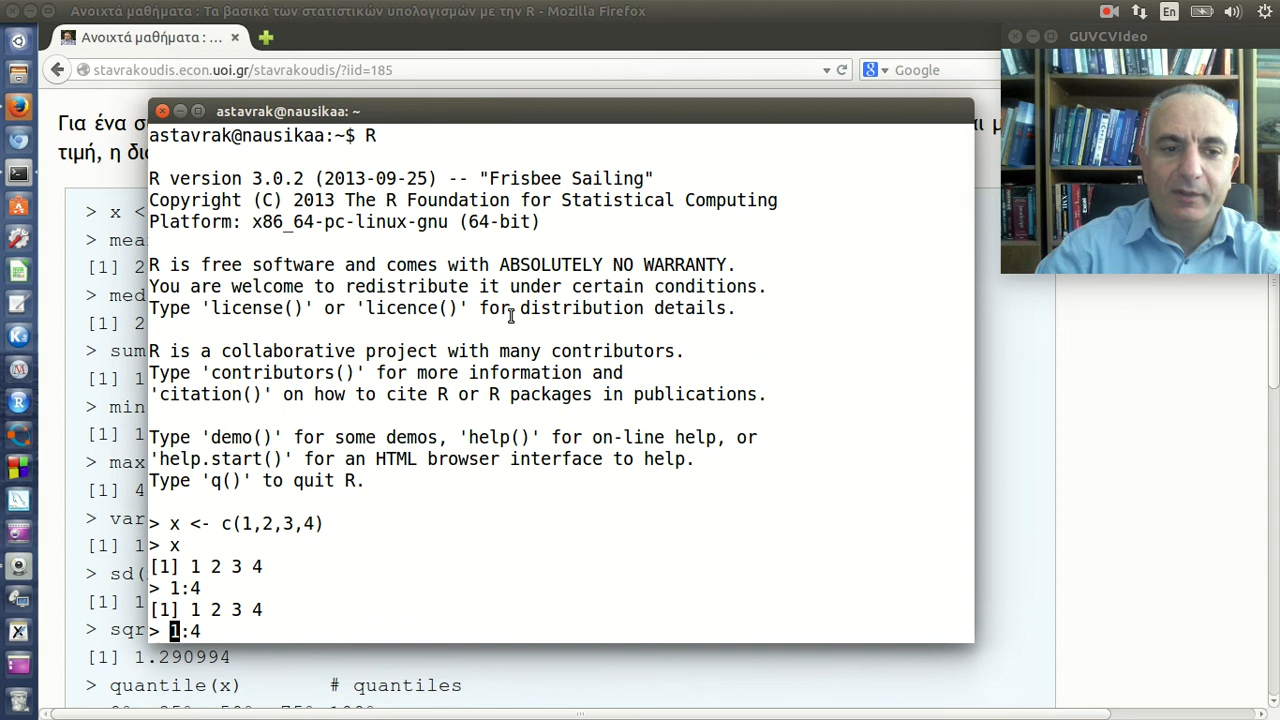 Ανοιχτά μαθήματα : Τα βασικά των στατιστικών υπολογισμών με την R - Mozilla Firefox
En
Ανοιχτά μαθήματα : ...
stavrakoudis.econ.uoi.gr/stavrakoudis/?iid=185
Google
GUVCVIdeo
Για ένα σ
αι μ
τιμή, η δι
astavrak@nausikaa: ~
astavrak@nausikaa:~$ R
R version 3.0.2 (2013-09-25) -- "Frisbee Sailing"
Copyright (C) 2013 The R Foundation for Statistical Computing
Platform: x86_64-pc-linux-gnu (64-bit)
R is free software and comes with ABSOLUTELY NO WARRANTY.
You are welcome to redistribute it under certain conditions.
Type 'license()' or 'licence()' for distribution details.
R is a collaborative project with many contributors.
Type 'contributors()' for more information and
'citation()' on how to cite R or R packages in publications.
Type 'demo()' for some demos, 'help()' for on-line help, or
'help.start()' for an HTML browser interface to help.
Type 'q()' to quit R.
> x <- c(1,2,3,4)
> x
[1] 1 2 3 4
> 1:4
[1] 1 2 3 4
> 1:4
> x <
> mea
[1] 2
> med
[1] 2
> sum
[1] 1
> min
[1] 1
> max
[1] 4
> var
[1] 1
> sd(
[1] 1
> sqr
[1] 1.290994
> quantile(x) # quantiles